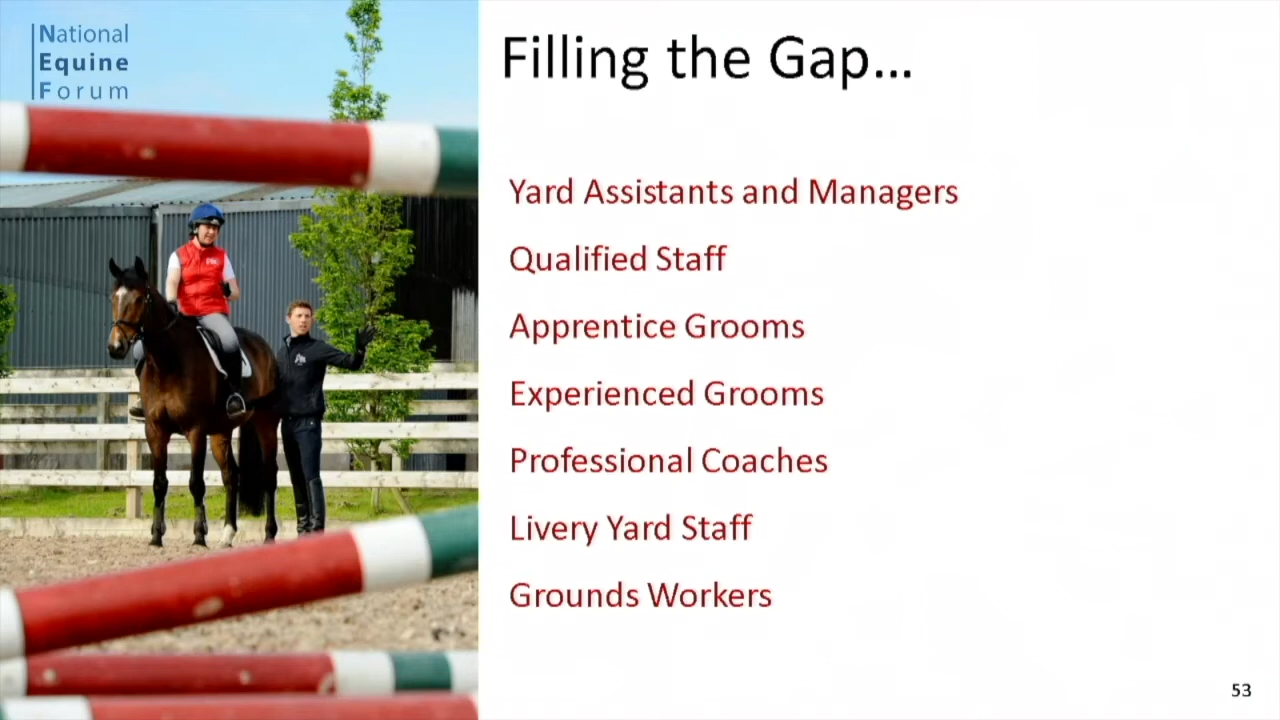 National
Equine
Forum
Filling the Gap...
Yard Assistants and Managers
Qualified Staff
Apprentice Grooms
Experienced Grooms
Professional Coaches
Livery Yard Staff
Grounds Workers
53